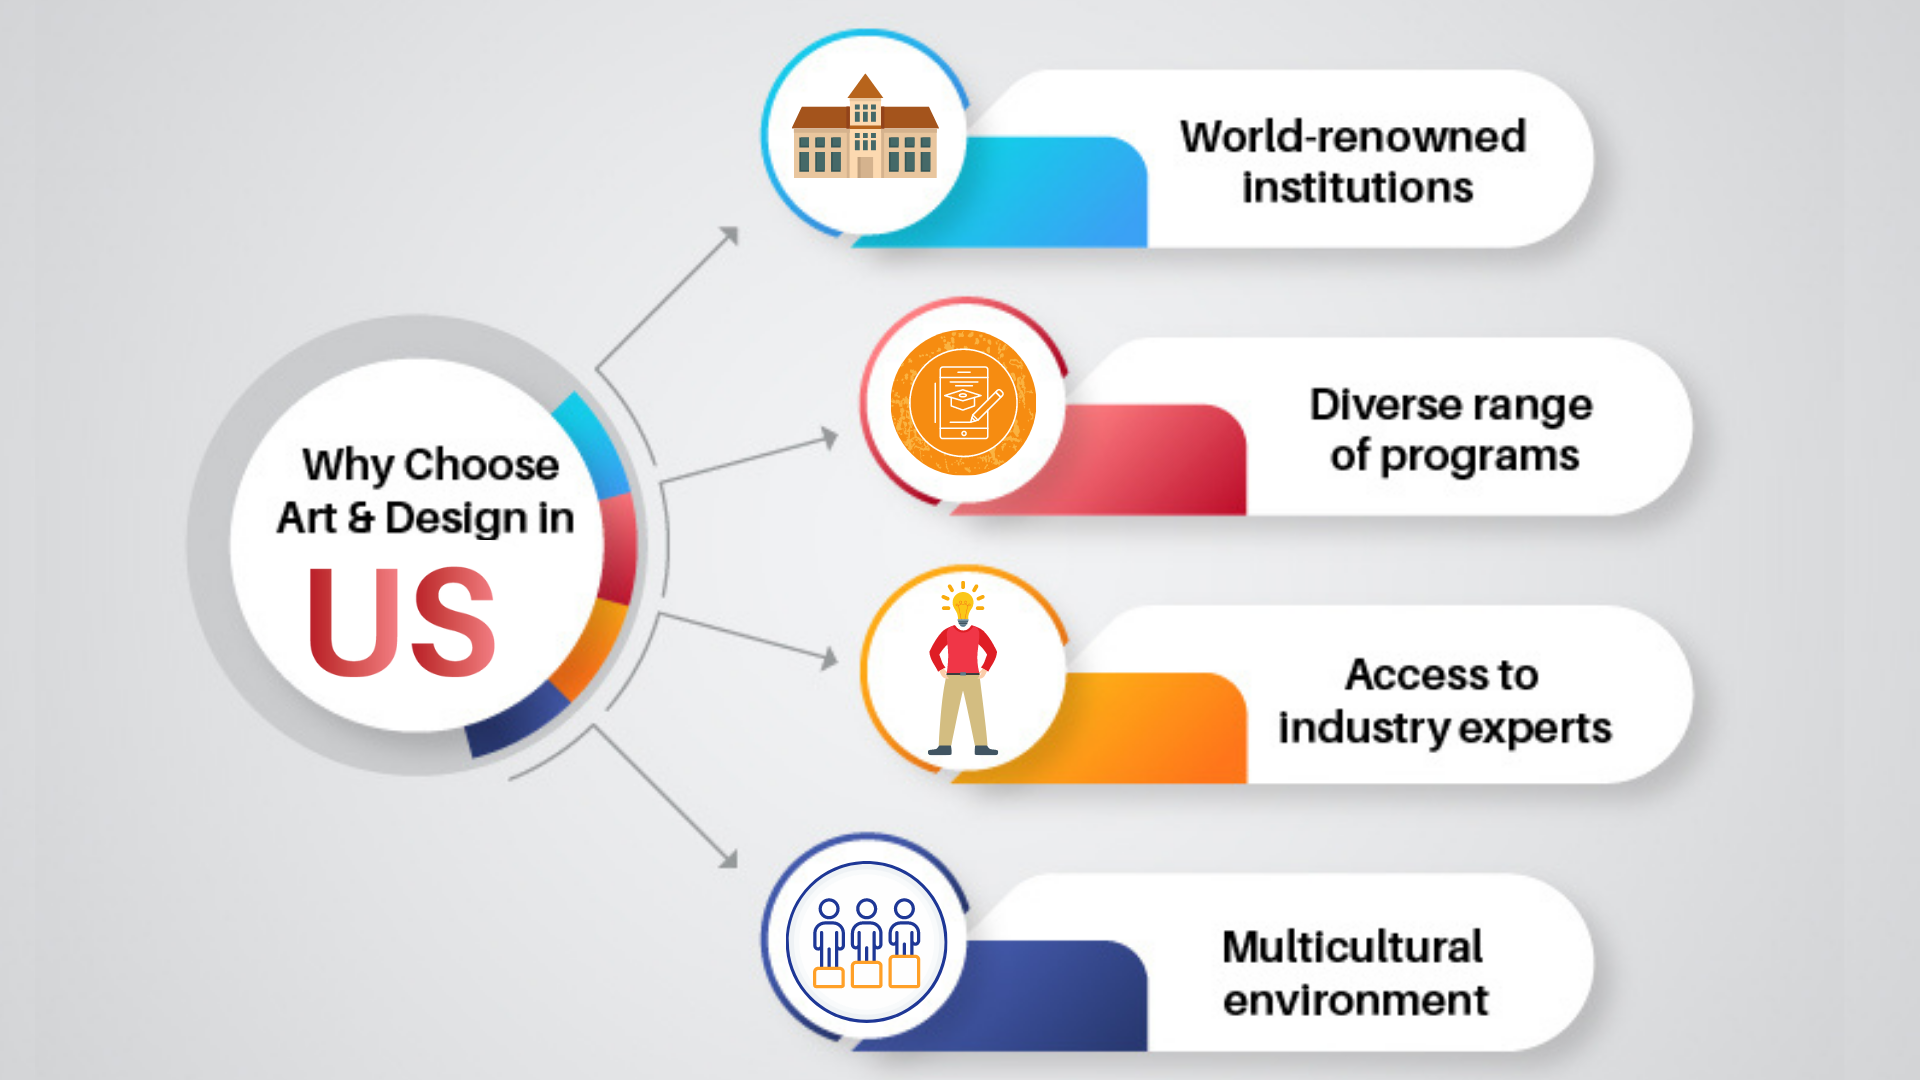 Why Choose
Art & Design in
US
World-renowned
institutions
Diverse range
of programs
Access to
industry experts
Multicultural
environment